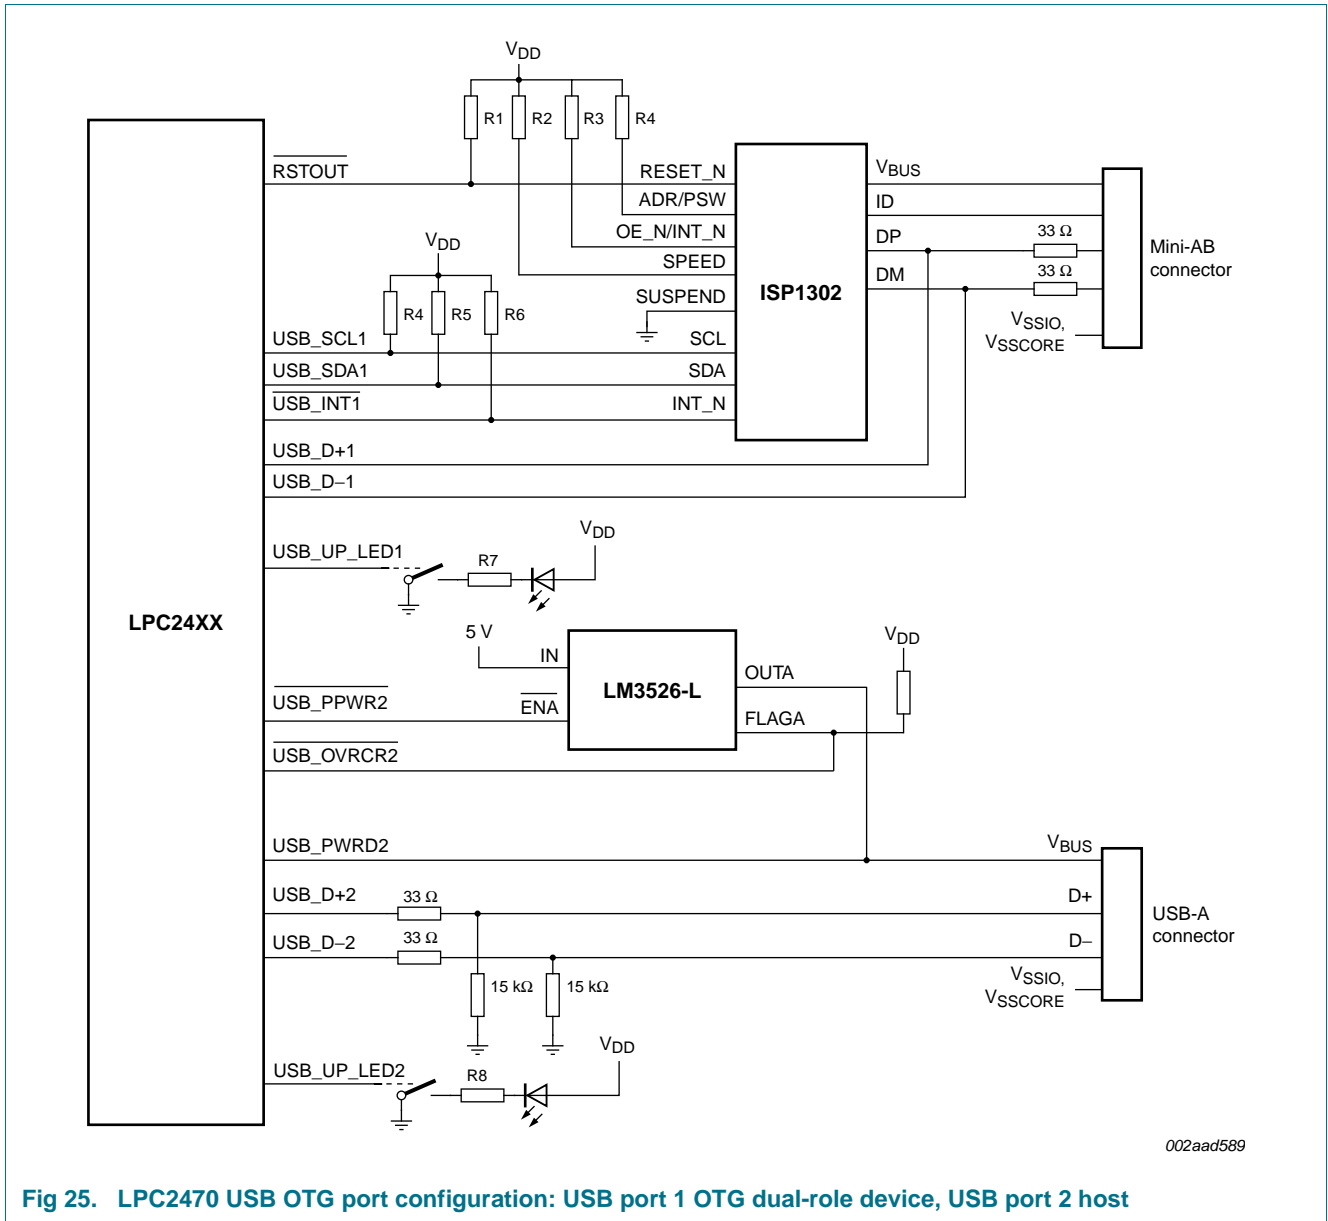 VDD
R1
R2
R3
R4
RSTOUT
RESET_N
VBUS
ADR/PSW
ID
OE_N/INT_N
DP
33 Ω
Mini-AB
connector
VDD
SPEED
DM
33 Ω
ISP1302
SUSPEND
R4
R5
R6
VSSIO,
VSSCORE
USB_SCL1
SCL
USB_SDA1
SDA
USB_INT1
INT_N
USB_D+1
USB_D−1
VDD
USB_UP_LED1
R7
LPC24XX
5 V
IN
LM3526-L
OUTA
VDD
USB_PPWR2
ENA
FLAGA
USB_OVRCR2
USB_PWRD2
VBUS
USB_D+2
33 Ω
D+
USB-A
connector
USB_D−2
33 Ω
D−
15 kΩ
15 kΩ
VSSIO,
VSSCORE
VDD
USB_UP_LED2
R8
002aad589
Fig 25. LPC2470 USB OTG port configuration: USB port 1 OTG dual-role device, USB port 2 host